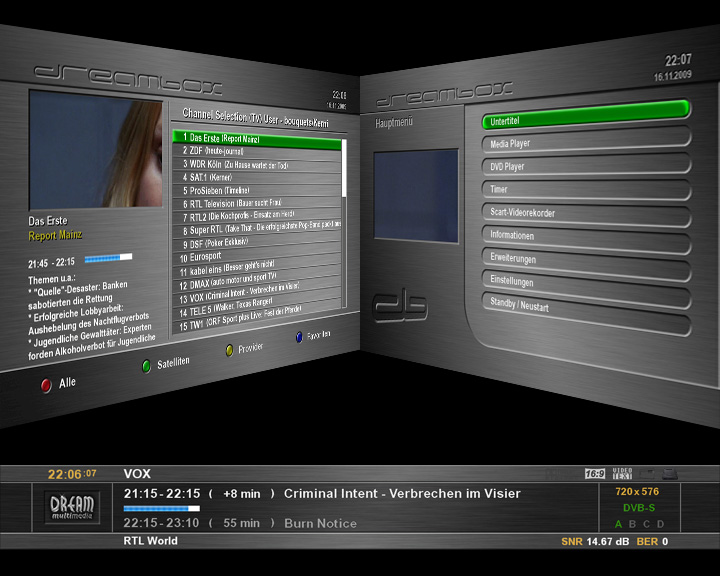 dreambox
22:06
16.11.2009
Channel Selection (TV) User - bouquets>Kerni
1 Das Erste (Report Mainz)
2 ZDF (heute-journal)
3 WDR Köln (Zu Hause wartet der Tod)
4 SAT.1 (Kerner)
5 ProSieben (Timeline)
6 RTL Television (Bauer sucht Frau)
7 RTL2 (Die Kochprofis - Einsatz am Herd)
8 Super RTL (Take That - Die erfolgreichste Pop-Band packt aus
9 DSF (Poker Exklusiv)
10 Eurosport
11 kabel eins (Besser geht's nicht)
12 DMAX (auto motor und sport TV)
13 VOX (Criminal Intent - Verbrechen im Visier)
14 TELE 5 (Walker, Texas Ranger)
15 TW1 (ORF Sport plus Live: Fest der Pferde)
Das Erste
Report Mainz
21:45 - 22:15
Themen u.a.:
* "Quelle"-Desaster: Banken
sabotierten die Rettung
* Erfolgreiche Lobbyarbeit:
Aushebelung des Nachtflugverbots
* Jugendliche Gewalttäter: Experten
forden Alkoholverbot für Jugendliche
Alle
Satelliten
Provider
Favoriten
dreambox
22:07
16.11.2009
Hauptmenü
Untertitel
Media Player
DVD Player
Timer
Scart-Videorekorder
Informationen
Erweiterungen
Einstellungen
Standby / Neustart
db
22:06:07
VOX
16:9
VIDEO
TEXT
DREAM
multimedia
21:15 - 22:15 ( +8 min ) Criminal Intent - Verbrechen im Visier
22:15 - 23:10 ( 55 min ) Burn Notice
720 x 576
DVB-S
A B C D
RTL World
SNR 14.67 dB BER 0